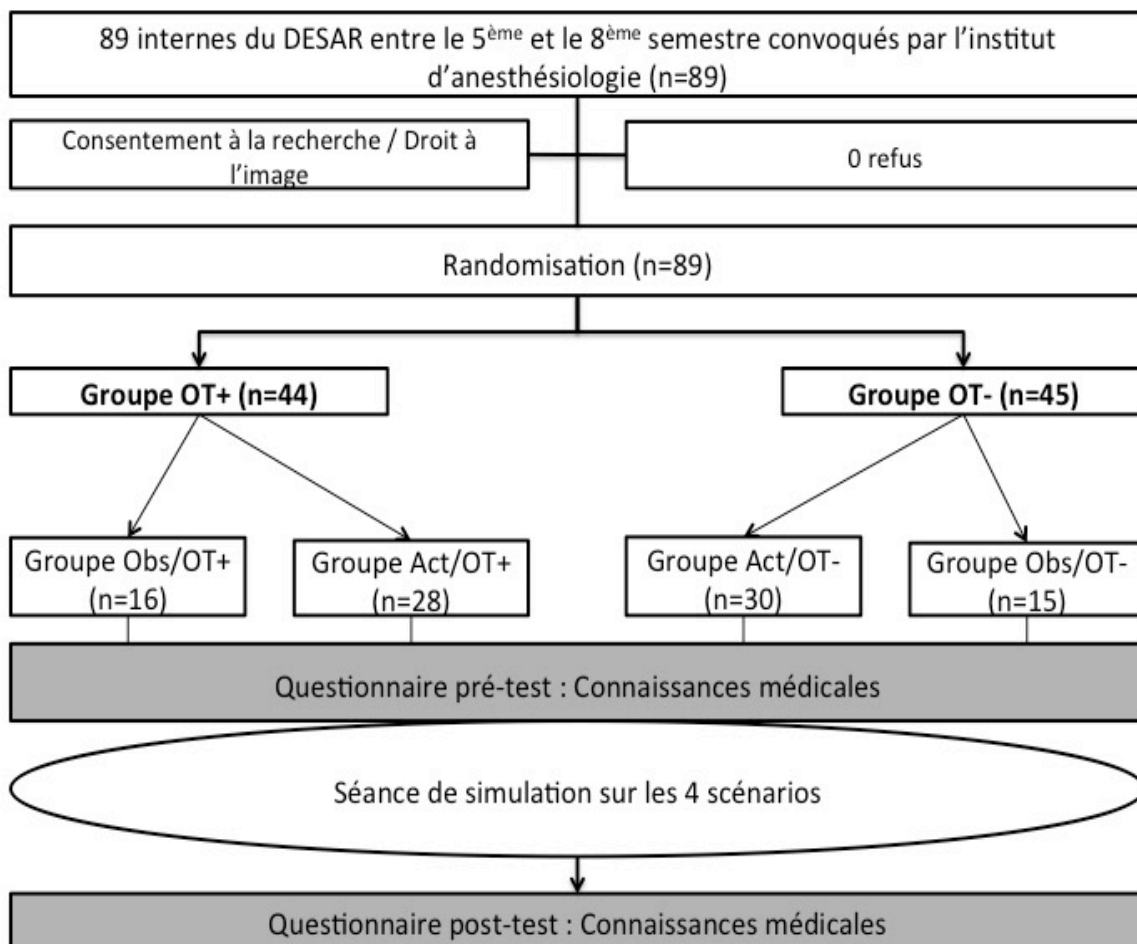 89 internes du DESAR entre le 5ème et le 8ème semestre convoqués par l'institut
d'anesthésiologie (n=89)
Consentement à la recherche / Droit à
l'image
0 refus
Randomisation (n=89)
Groupe OT+ (n=44)
Groupe OT- (n=45)
Groupe Obs/OT+
(n=16)
Groupe Act/OT+
(n=28)
Groupe Act/OT-
(n=30)
Groupe Obs/OT-
(n=15)
Questionnaire pré-test : Connaissances médicales
Séance de simulation sur les 4 scénarios
Questionnaire post-test : Connaissances médicales